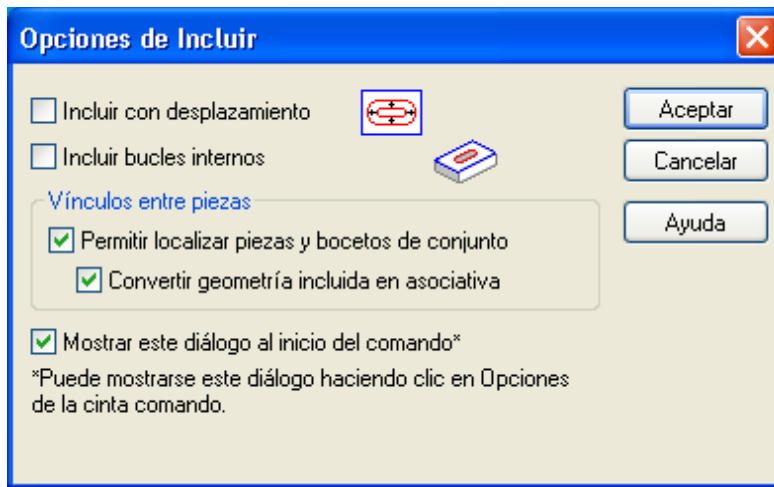 Opciones de Incluir
Incluir con desplazamiento
Aceptar
Incluir bucles internos
Cancelar
Vínculos entre piezas
Ayuda
Permitir localizar piezas y bocetos de conjunto
Convertir geometría incluida en asociativa
Mostrar este diálogo al inicio del comando*
*Puede mostrarse este diálogo haciendo clic en Opciones
de la cinta comando.